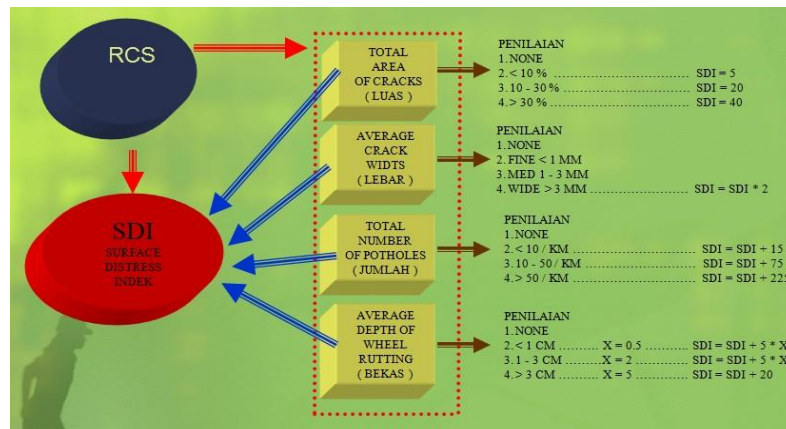 RCS
TOTAL
AREA
OF CRACKS
( LUAS )
PENILAIAN
1.NONE
2.< 10 % ........................................ SDI = 5
3.10 - 30 % ..................................... SDI = 20
4.> 30 % ........................................ SDI = 40
AVERAGE
CRACK
WIDTS
( LEBAR )
PENILAIAN
1.NONE
2. FINE < 1 MM
3. MED 1 - 3 MM
4. WIDE > 3 MM .............................. SDI = SDI * 2
SDI
SURFACE
DISTRESS
INDEK
TOTAL
NUMBER
OF POTHOLES
( JUMLAH )
PENILAIAN
1.NONE
2.< 10 / KM ..................................... SDI = SDI + 15
3.10 - 50 / KM ................................. SDI = SDI + 75
4.> 50 / KM ..................................... SDI = SDI + 225
AVERAGE
DEPTH OF
WHEEL
RUTTING
( BEKAS )
PENILAIAN
1.NONE
2.< 1 CM ........... X = 0.5 ........... SDI = SDI + 5 * X
3.1 - 3 CM .........X = 2 ............. SDI = SDI + 5 * X
4.> 3 CM .......... X = 5 ............. SDI = SDI + 20